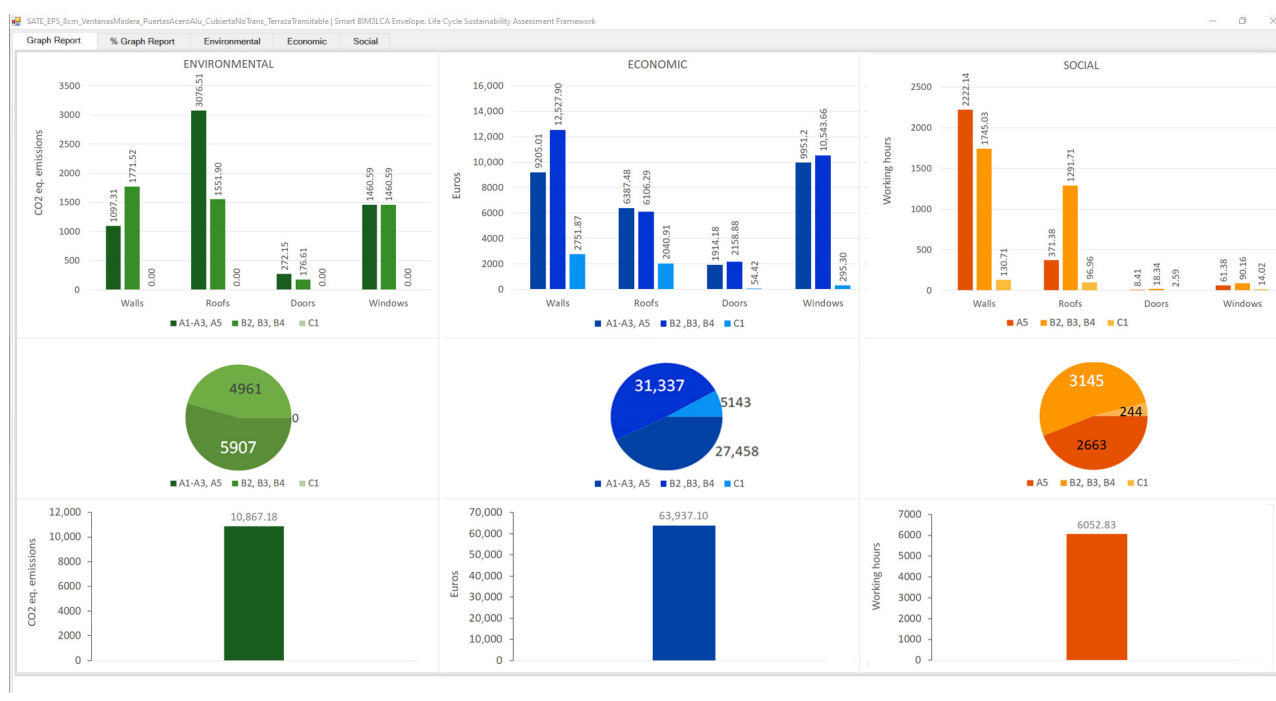 SATE_EPS_8cm_VentanasMadera_PuertasAceroAlu_CubiertaNoTrans_TerrazaTransitable | Smart BIM3LCA Envelope. Life Cycle Sustainability Assessment Framework
Graph Report % Graph Report Environmental Economic Social
ENVIRONMENTAL
CO2 eq. emissions
3500
3000
2500
2000
1500
1000
500
0
1097.31 1771.52 0.00
3076.51 1551.90 0.00
272.15 176.61 0.00
1460.59 1460.59 0.00
Walls Roofs Doors Windows
A1-A3, A5 B2, B3, B4 C1
ECONOMIC
Euros
16,000
14,000
12,000
10,000
8000
6000
4000
2000
0
9205.01 12,527.90 2751.87
6387.48 6106.29 2040.91
1914.18 2158.88 54.42
9951.2 10,543.66 295.30
Walls Roofs Doors Windows
A1-A3, A5 B2 ,B3, B4 C1
SOCIAL
Working hours
2500
2000
1500
1000
500
0
2222.14 1745.03 130.71
371.38 1291.71 96.96
8.41 18.34 2.59
61.38 90.16 14.02
Walls Roofs Doors Windows
A5 B2, B3, B4 C1
4961
0
5907
A1-A3, A5 B2, B3, B4 C1
31,337
5143
27,458
A1-A3, A5 B2, B3, B4 C1
3145
244
2663
A5 B2, B3, B4 C1
CO2 eq. emissions
12,000
10,000
8000
6000
4000
2000
0
10,867.18
Euros
70,000
60,000
50,000
40,000
30,000
20,000
10,000
0
63,937.10
Working hours
7000
6000
5000
4000
3000
2000
1000
0
6052.83